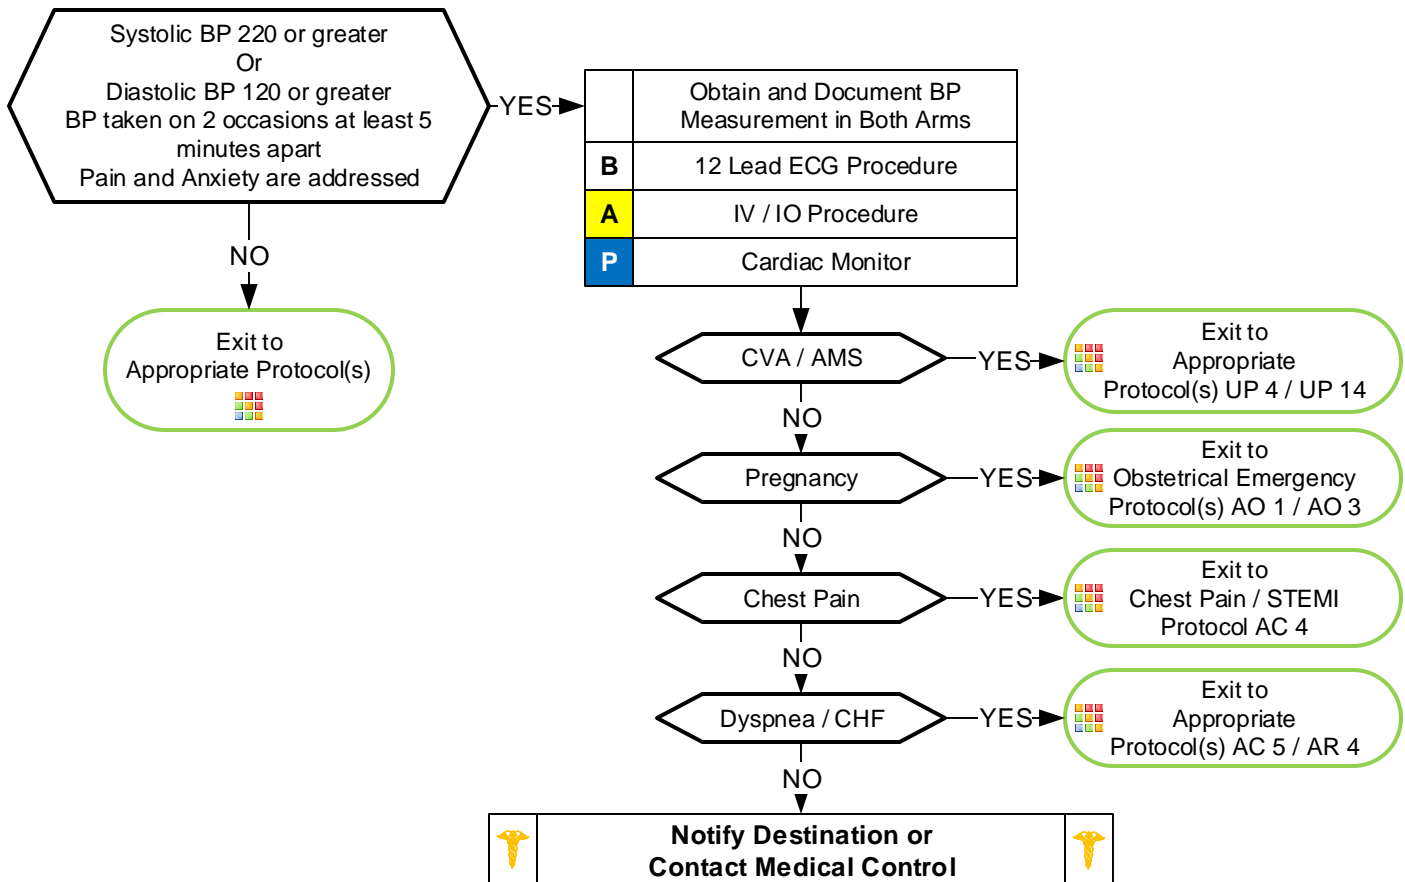 Systolic BP 220 or greater
Or
Diastolic BP 120 or greater
BP taken on 2 occasions at least 5
minutes apart
Pain and Anxiety are addressed
YES
NO
Exit to
Appropriate Protocol(s)
Obtain and Document BP
Measurement in Both Arms
B 12 Lead ECG Procedure
A IV / IO Procedure
P Cardiac Monitor
CVA / AMS
YES
Exit to
Appropriate
Protocol(s) UP 4 / UP 14
NO
Pregnancy
YES
Exit to
Obstetrical Emergency
Protocol(s) AO 1 / AO 3
NO
Chest Pain
YES
Exit to
Chest Pain / STEMI
Protocol AC 4
NO
Dyspnea / CHF
YES
Exit to
Appropriate
Protocol(s) AC 5 / AR 4
NO
Notify Destination or
Contact Medical Control